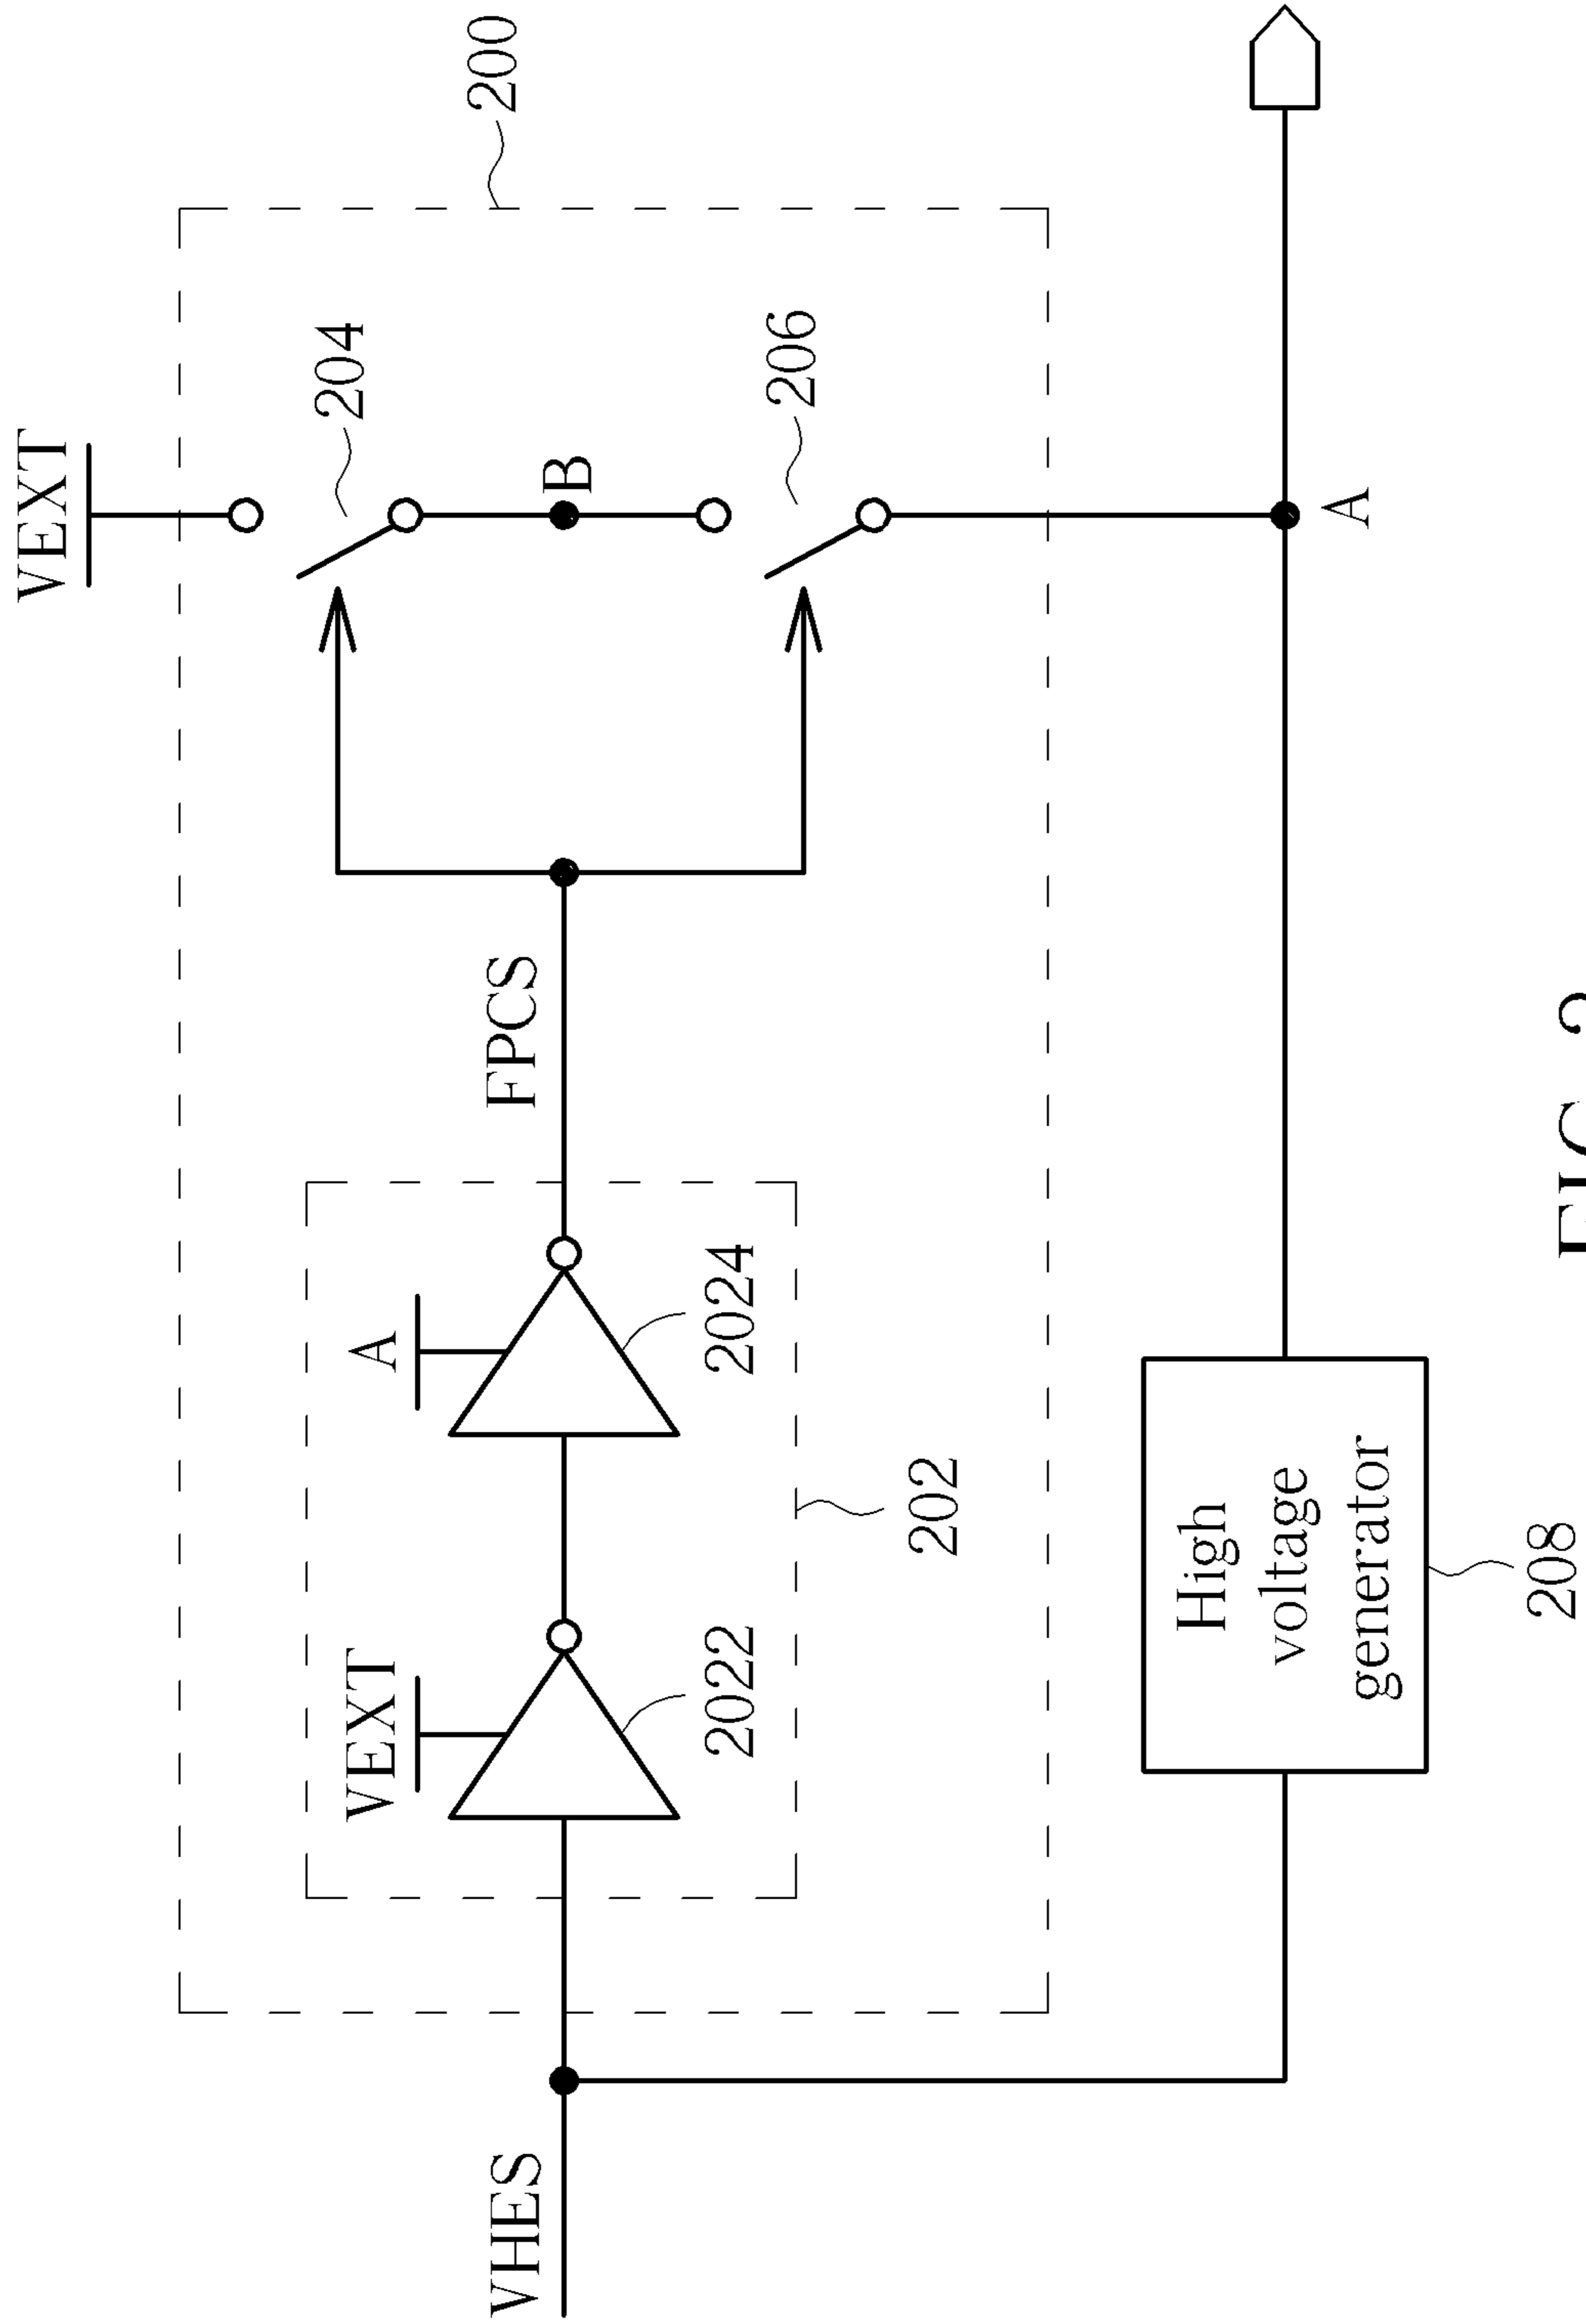 VEXT
200
204
VEXT
A
VHES
FPCS
B
2022
2024
206
202
High
voltage
generator
A
208